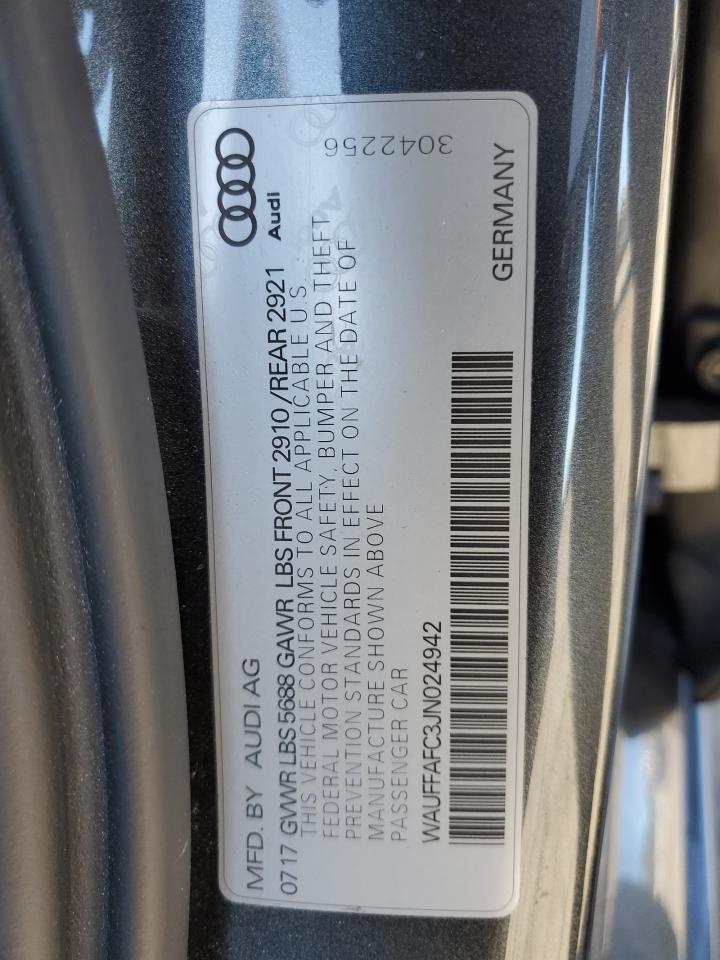 MFD. BY AUDI AG
0717 GVWR LBS 5688 GAWR LBS FRONT 2910 /REAR 2921
THIS VEHICLE CONFORMS TO ALL APPLICABLE U.S.
FEDERAL MOTOR VEHICLE SAFETY, BUMPER AND THEFT
PREVENTION STANDARDS IN EFFECT ON THE DATE OF
MANUFACTURE SHOWN ABOVE
PASSENGER CAR
WAUFFAFC3JN024942
Audi
3042256
GERMANY